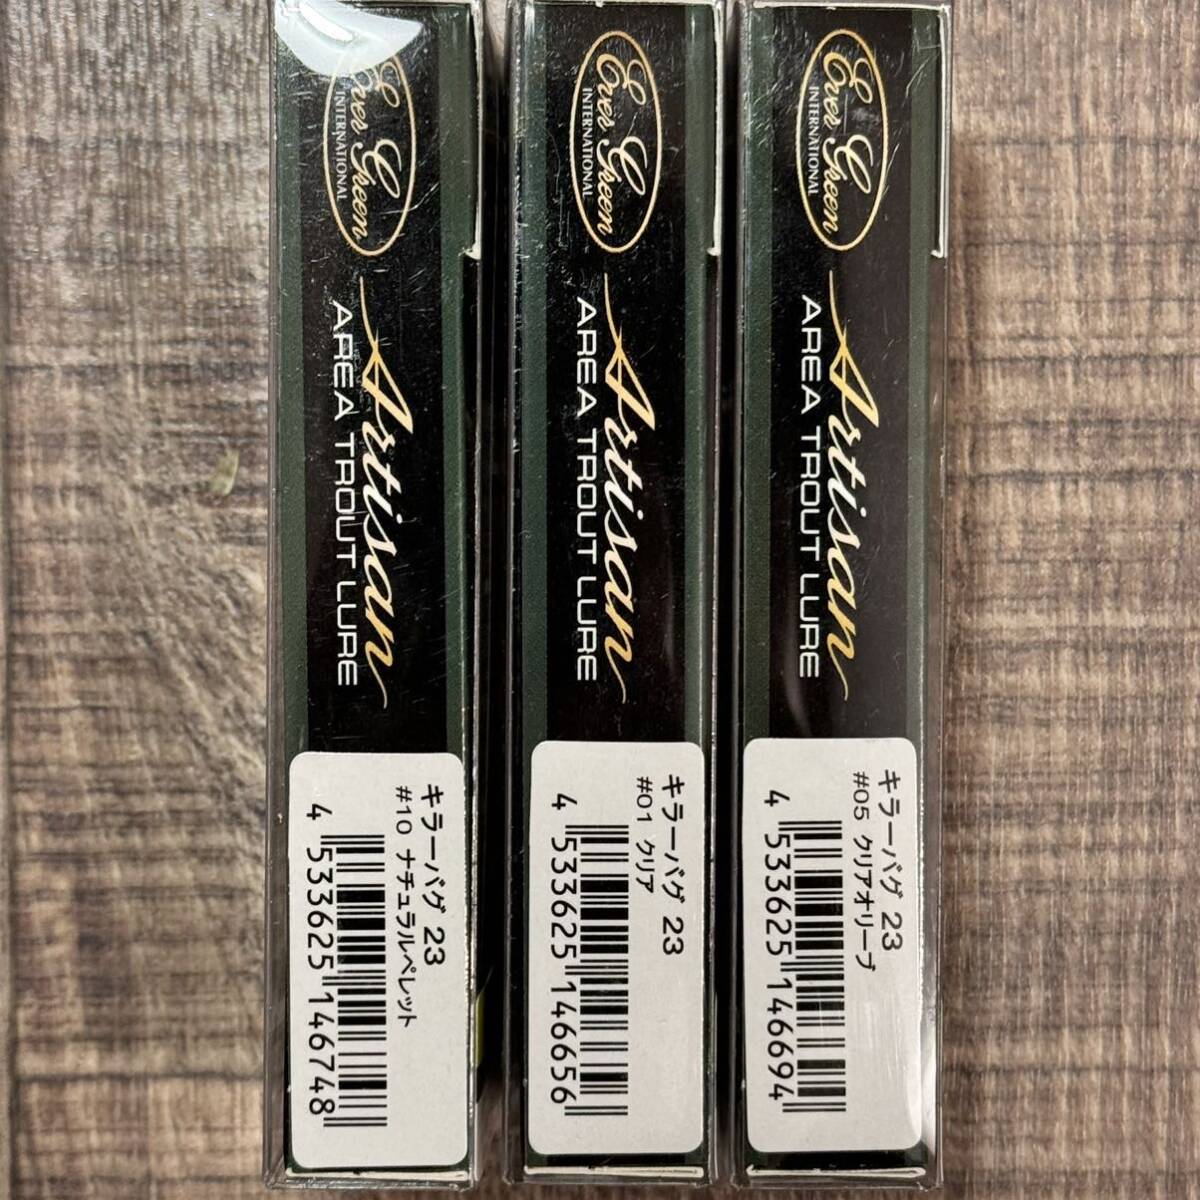 Ever Green
INTERNATIONAL
Artisan
AREA TROUT LURE
キラーバグ 23
#10 ナチュラルペレット
4 533625 146748
Ever Green
INTERNATIONAL
Artisan
AREA TROUT LURE
キラーバグ 23
#01 クリア
4 533625 146656
Ever Green
INTERNATIONAL
Artisan
AREA TROUT LURE
キラーバグ 23
#05 クリアオリーブ
4 533625 146694